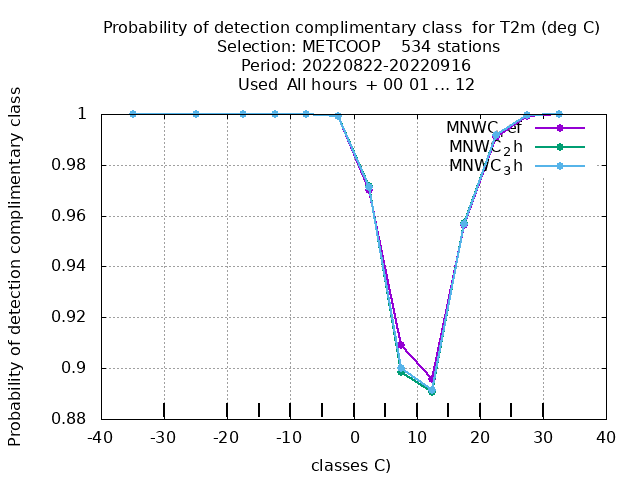 Probability of detection complimentary class for T2m (deg C)
Selection: METCOOP 534 stations
Period: 20220822-20220916
Used All hours + 00 01 ... 12
Probability of detection complimentary class
1
0.98
0.96
0.94
0.92
0.9
0.88
MNWC_ref
MNWC_2h
MNWC_3h
-40 -30 -20 -10 0 10 20 30 40
classes C)